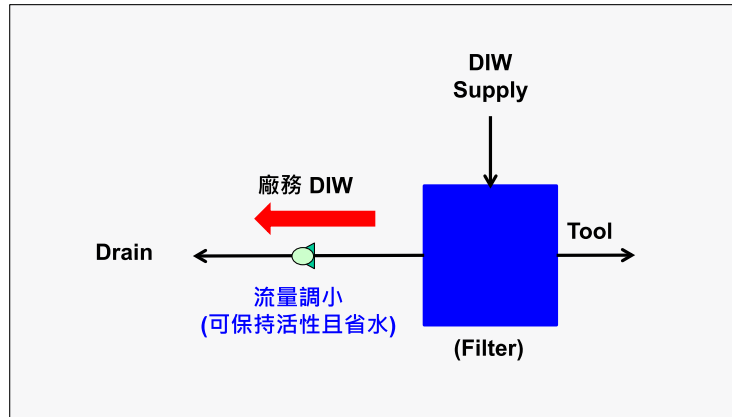 DIW
Supply
廠務 DIW
Drain
Tool
流量調小
(可保持活性且省水)
(Filter)